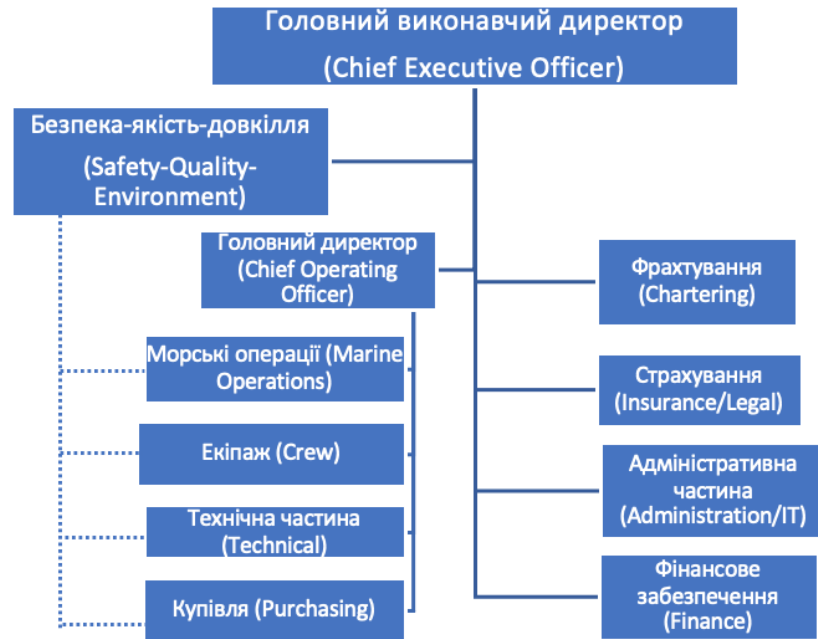 Головний виконавчий директор
(Chief Executive Officer)
Безпека-якість-довкілля
(Safety-Quality-
Environment)
Головний директор
(Chief Operating
Officer)
Морські операції (Marine
Operations)
Екіпаж (Crew)
Технічна частина
(Technical)
Купівля (Purchasing)
Фрахтування
(Chartering)
Страхування
(Insurance/Legal)
Адміністративна
частина
(Administration/IT)
Фінансове
забезпечення
(Finance)